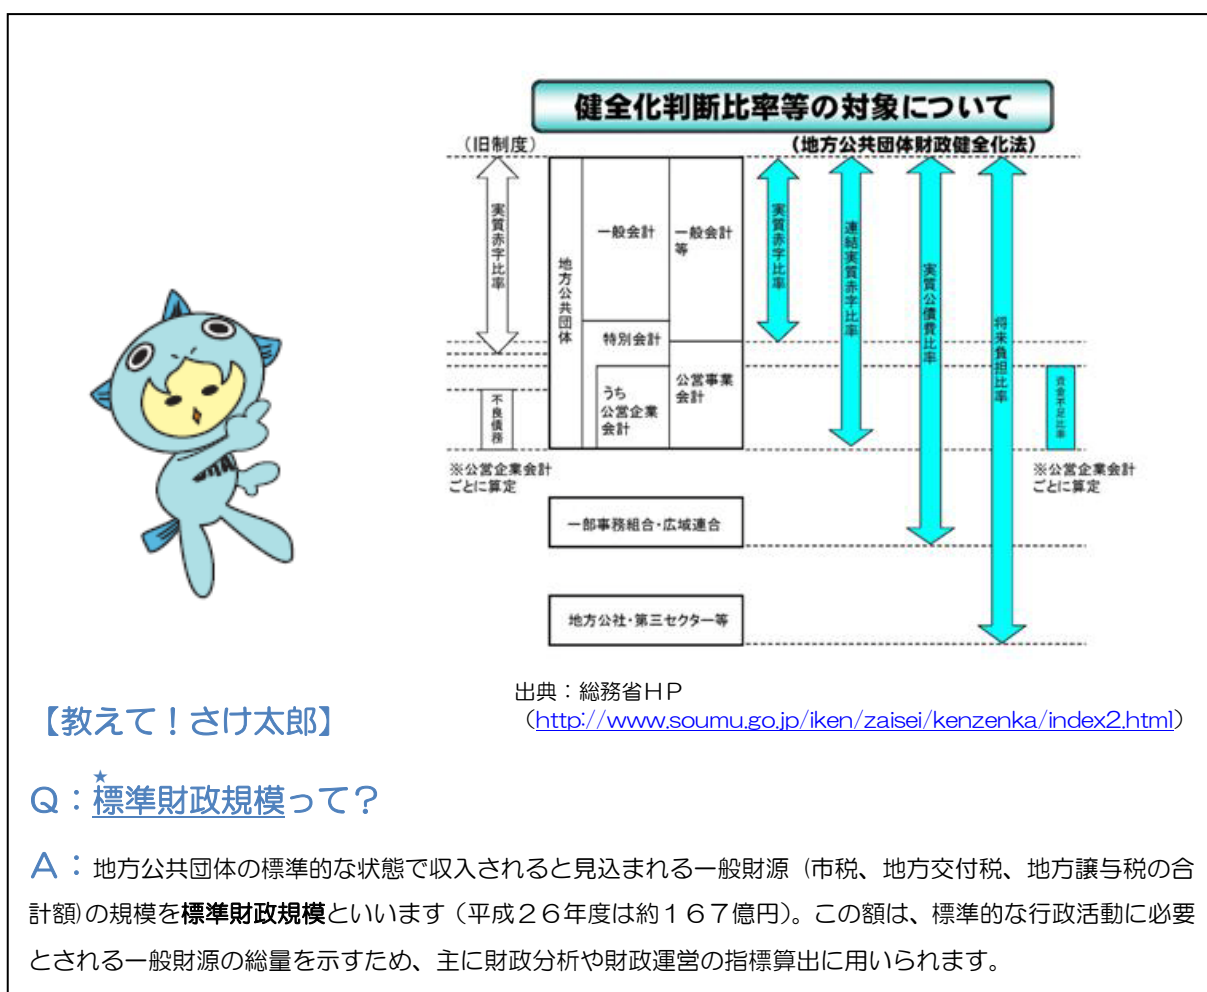 健全化判断比率等の対象について
（旧制度）
（地方公共団体財政健全化法）
実質赤字比率
地方公共団体
一般会計
一般会計
等
実質赤字比率
連結実質赤字比率
実質公債費比率
将来負担比率
特別会計
うち
公営企業
会計
公営事業
会計
不良債務
資金不足比率
※公営企業会計
ごとに算定
※公営企業会計
ごとに算定
一部事務組合・広域連合
地方公社・第三セクター等
出典：総務省ＨＰ
（http://www.soumu.go.jp/iken/zaisei/kenzenka/index2.html）
【教えて！さけ太郎】
★
Ｑ：標準財政規模って？
Ａ：地方公共団体の標準的な状態で収入されると見込まれる一般財源（市税、地方交付税、地方譲与税の合
計額)の規模を標準財政規模といいます（平成２６年度は約１６７億円）。この額は、標準的な行政活動に必要
とされる一般財源の総量を示すため、主に財政分析や財政運営の指標算出に用いられます。